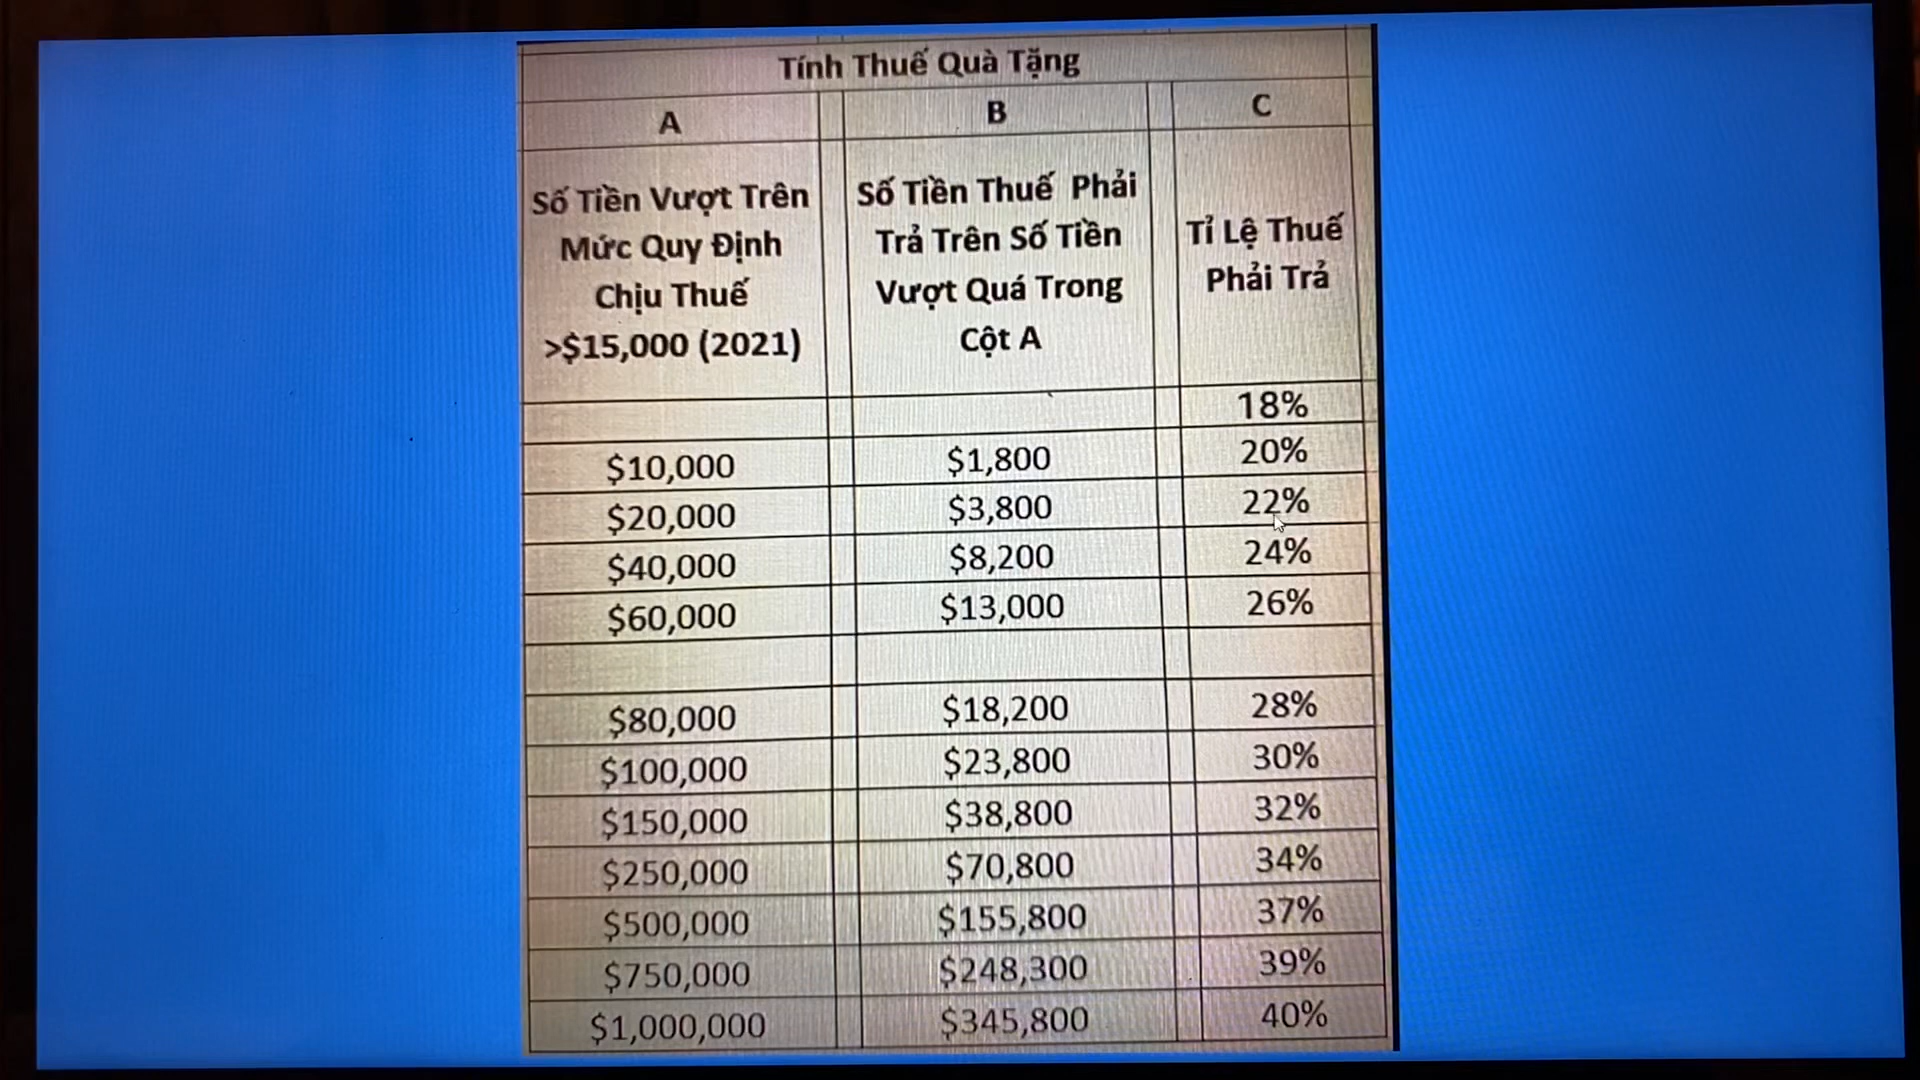 Tính Thuế Quà Tặng
A B C
Số Tiền Vượt Trên
Mức Quy Định
Chịu Thuế
>$15,000 (2021)
Số Tiền Thuế Phải
Trả Trên Số Tiền
Vượt Quá Trong
Cột A
Tỉ Lệ Thuế
Phải Trả
18%
$10,000 $1,800 20%
$20,000 $3,800 22%
$40,000 $8,200 24%
$60,000 $13,000 26%
$80,000 $18,200 28%
$100,000 $23,800 30%
$150,000 $38,800 32%
$250,000 $70,800 34%
$500,000 $155,800 37%
$750,000 $248,300 39%
$1,000,000 $345,800 40%